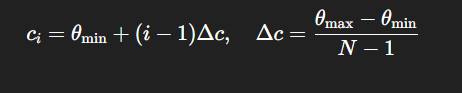 c_i = θ_min + (i − 1)Δc, Δc = (θ_max − θ_min) / (N − 1)